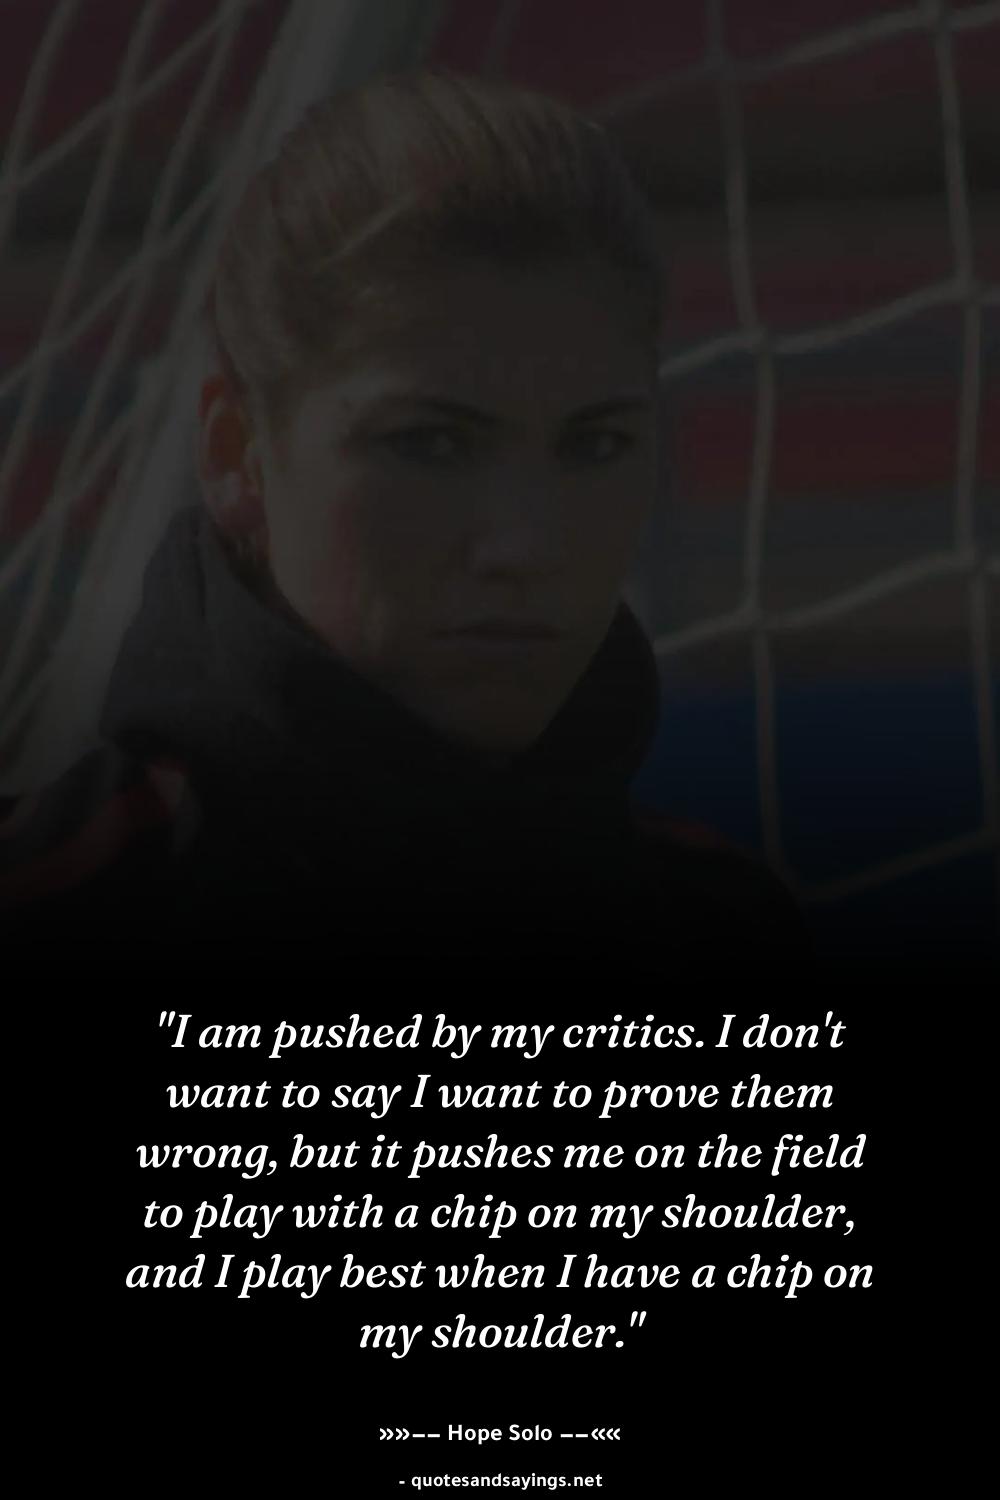 "I am pushed by my critics. I don't
want to say I want to prove them
wrong, but it pushes me on the field
to play with a chip on my shoulder,
and I play best when I have a chip on
my shoulder."
»»–– Hope Solo ––««
- quotesandsayings.net